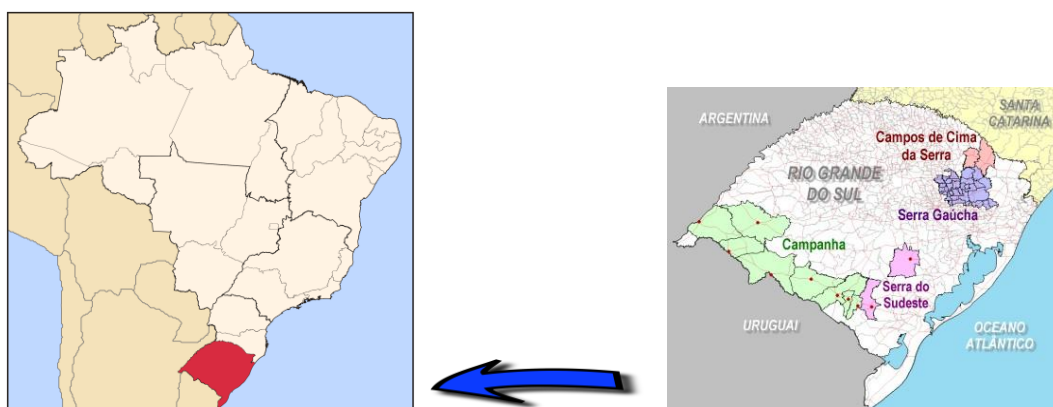 ARGENTINA
SANTA
CATARINA
Campos de Cima
da Serra
RIO GRANDE
DO SUL
Serra Gaúcha
Campanha
Serra do
Sudeste
URUGUAI
OCEANO
ATLÂNTICO